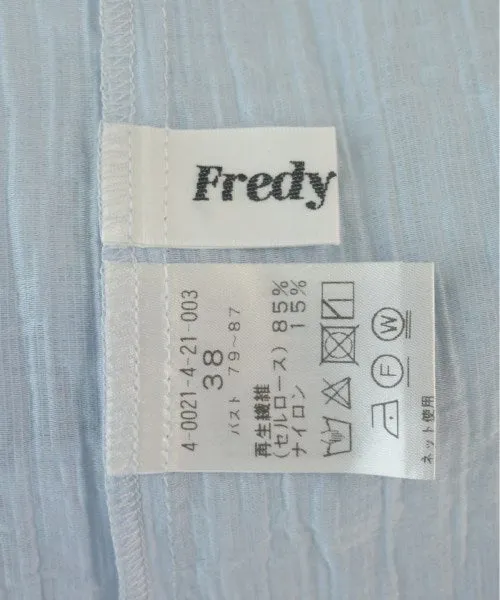 Fredy
4-0021-4-21-003
38
バスト 79~87
再生繊維
(セルロース) 85%
ナイロン 15%
F W
ネット使用